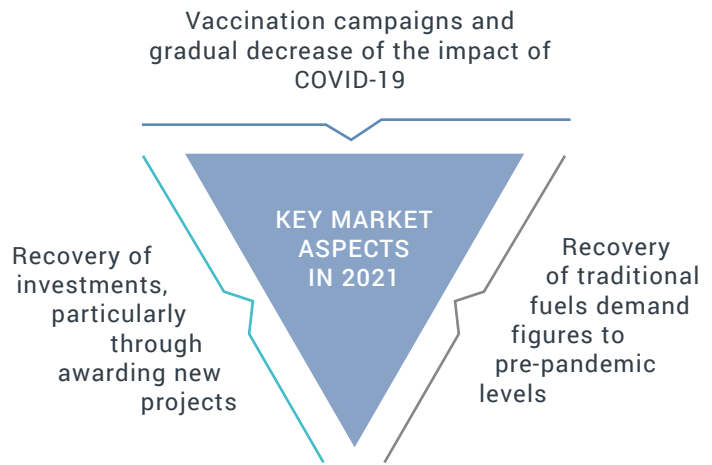 Vaccination campaigns and
gradual decrease of the impact of
COVID-19
KEY MARKET
ASPECTS
IN 2021
Recovery of
investments,
particularly
through
awarding new
projects
Recovery
of traditional
fuels demand
figures to
pre-pandemic
levels